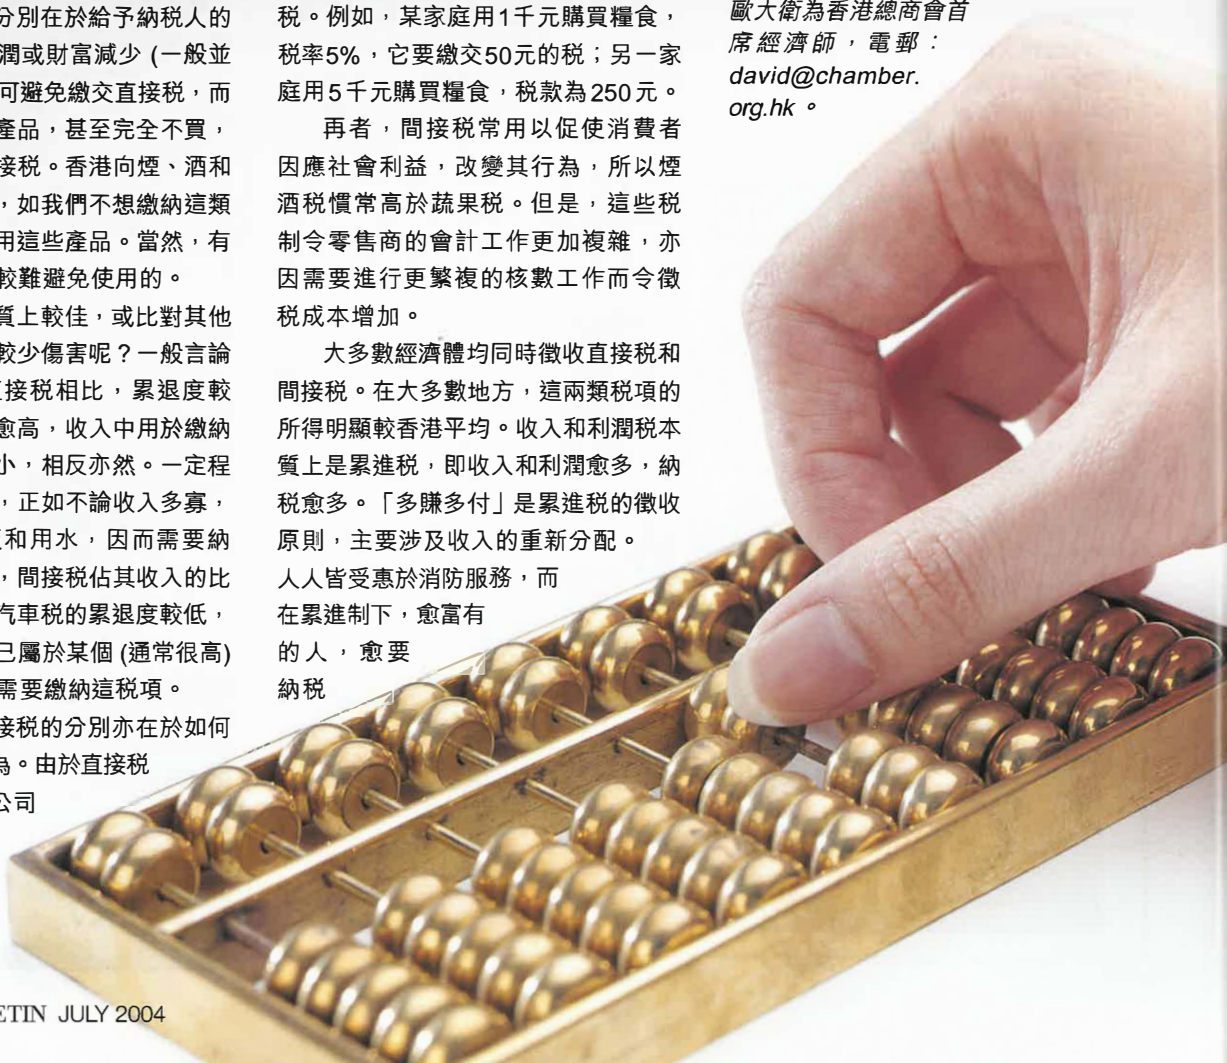 分別在於給予納稅人的
潤或財富減少 (一般並
可避免繳交直接稅，而
產品，甚至完全不買，
接稅。香港向煙、酒和
，如我們不想繳納這類
用這些產品。當然，有
較難避免使用的。
質上較佳，或比對其他
較少傷害呢？一般言論
接稅相比，累退度較
愈高，收入中用於繳納
小，相反亦然。一定程
，正如不論收入多寡，
和用水，因而需要納
，間接稅佔其收入的比
汽車稅的累退度較低，
已屬於某個 (通常很高)
需要繳納這稅項。
接稅的分別亦在於如何
為。由於直接稅
公司
稅。例如，某家庭用1千元購買糧食，
稅率5%，它要繳交50元的稅；另一家
庭用5千元購買糧食，稅款為250元。
再者，間接稅常用以促使消費者
因應社會利益，改變其行為，所以煙
酒稅慣常高於蔬果稅。但是，這些稅
制令零售商的會計工作更加複雜，亦
因需要進行更繁複的核數工作而令徵
稅成本增加。
大多數經濟體均同時徵收直接稅和
間接稅。在大多數地方，這兩類稅項的
所得明顯較香港平均。收入和利潤稅本
質上是累進稅，即收入和利潤愈多，納
稅愈多。「多賺多付」是累進稅的徵收
原則，主要涉及收入的重新分配。
人人皆受惠於消防服務，而
在累進制下，愈富有
的人，愈要
納稅
歐大衛為香港總商會首
席經濟師，電郵：
david@chamber.
org.hk。
ETIN JULY 2004